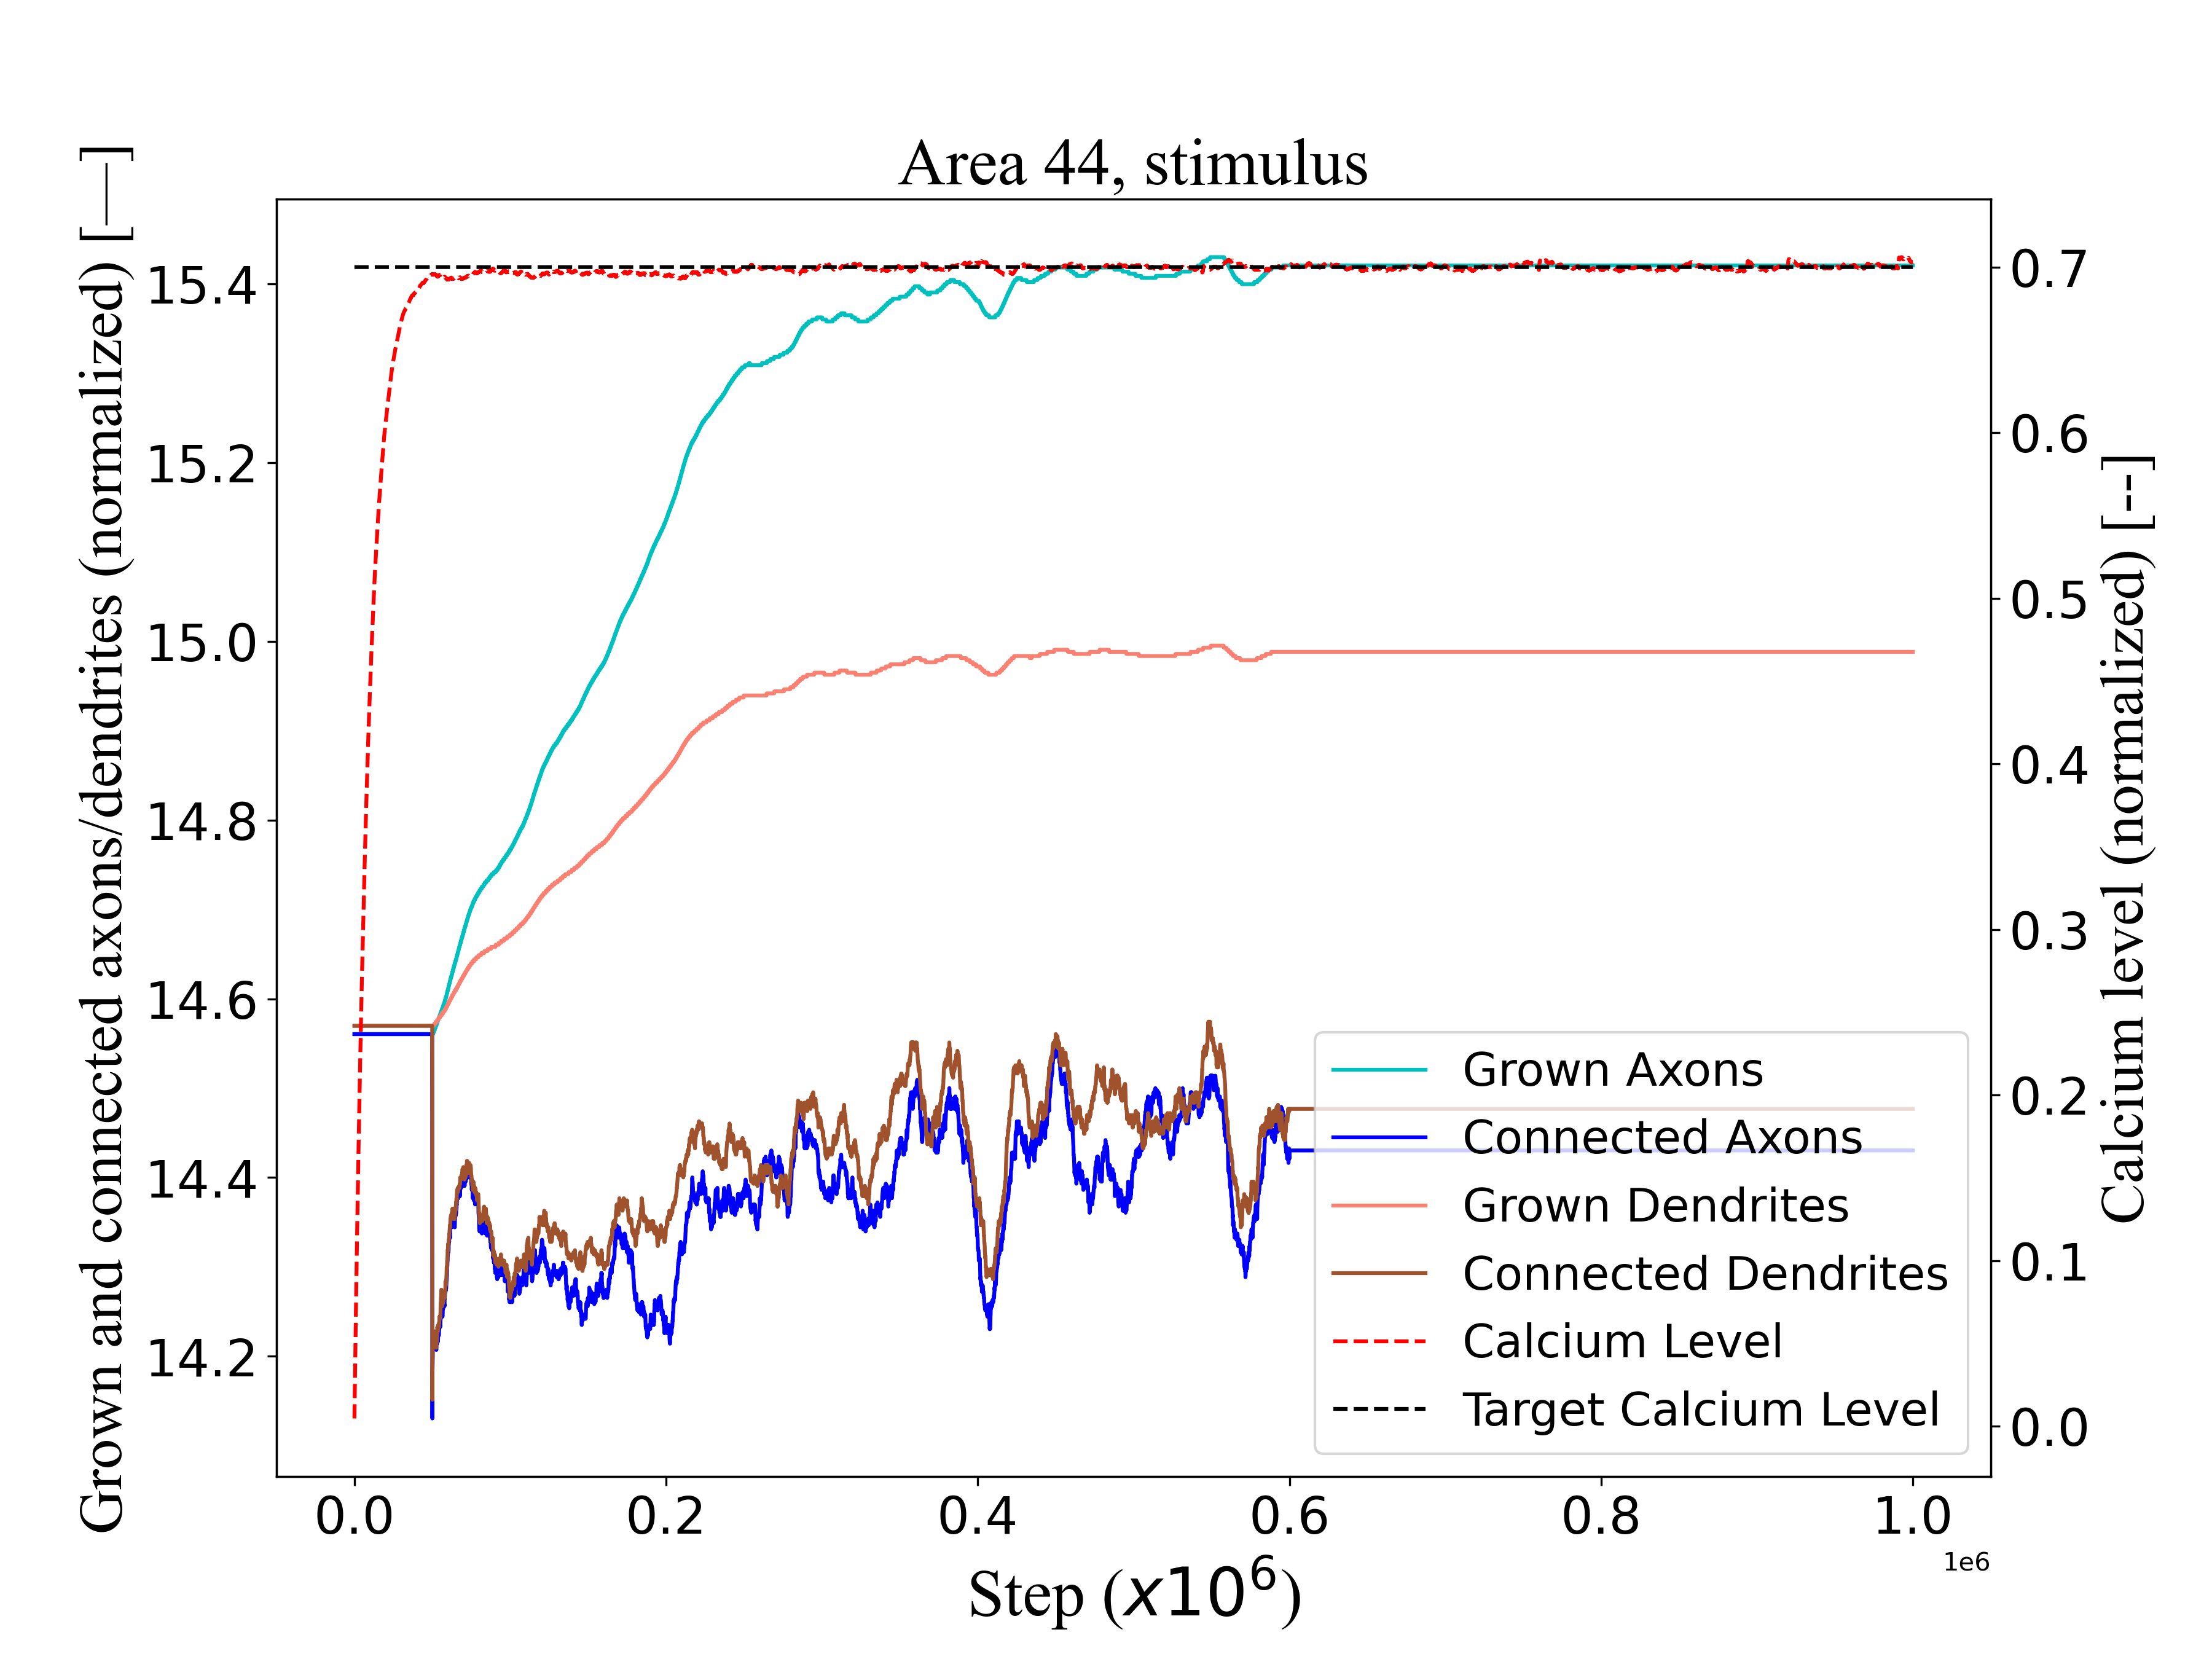 Area 44, stimulus
Grown and connected axons/dendrites (normalized) [—]
15.4
15.2
15.0
14.8
14.6
14.4
14.2
0.7
0.6
0.5
0.4
0.3
0.2
0.1
0.0
Calcium level (normalized) [--]
Grown Axons
Connected Axons
Grown Dendrites
Connected Dendrites
Calcium Level
Target Calcium Level
0.0 0.2 0.4 0.6 0.8 1.0
1e6
Step (x10^6)